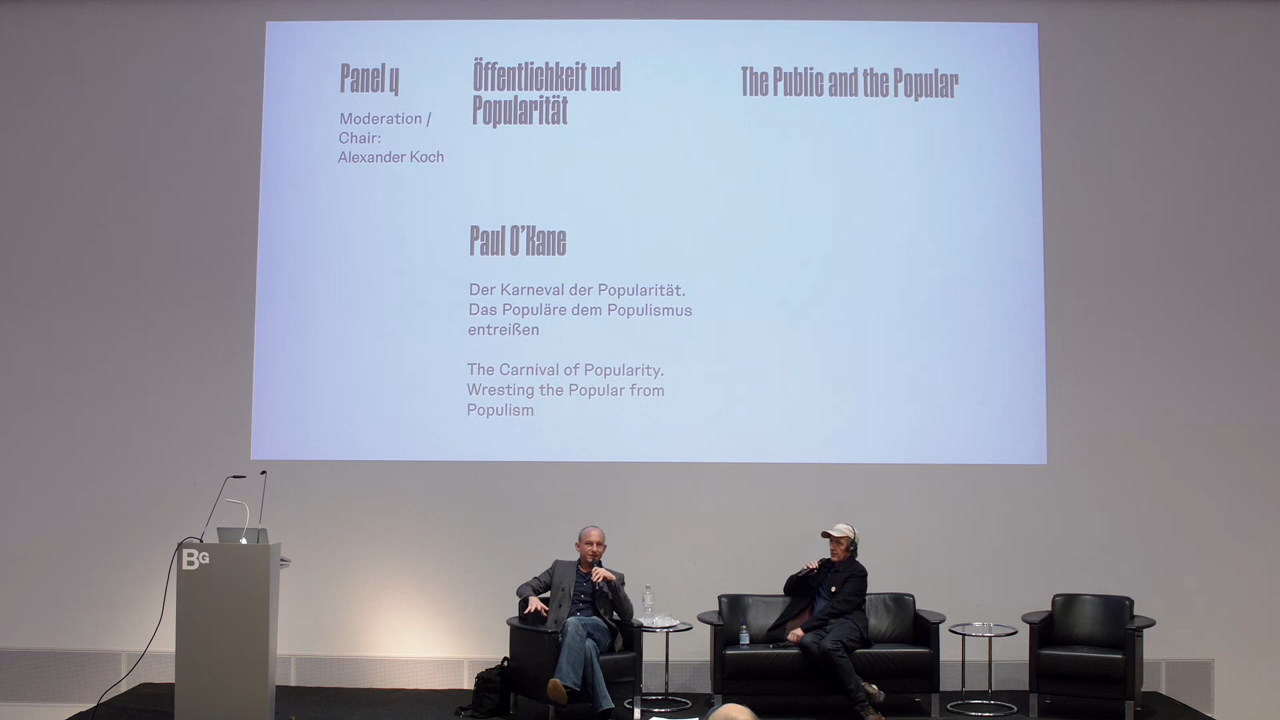 Panel 4
Moderation /
Chair:
Alexander Koch
Öffentlichkeit und
Popularität
The Public and the Popular
Paul O'Kane
Der Karneval der Popularität.
Das Populäre dem Populismus
entreißen
The Carnival of Popularity.
Wresting the Popular from
Populism
BG